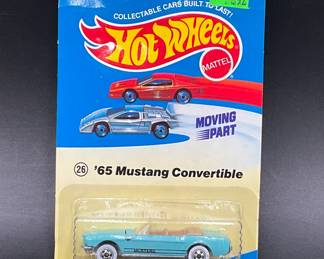 COLLECTABLE CARS BUILT TO LAST!
Hot Wheels
MATTEL
MOVING
PART
26 '65 Mustang Convertible